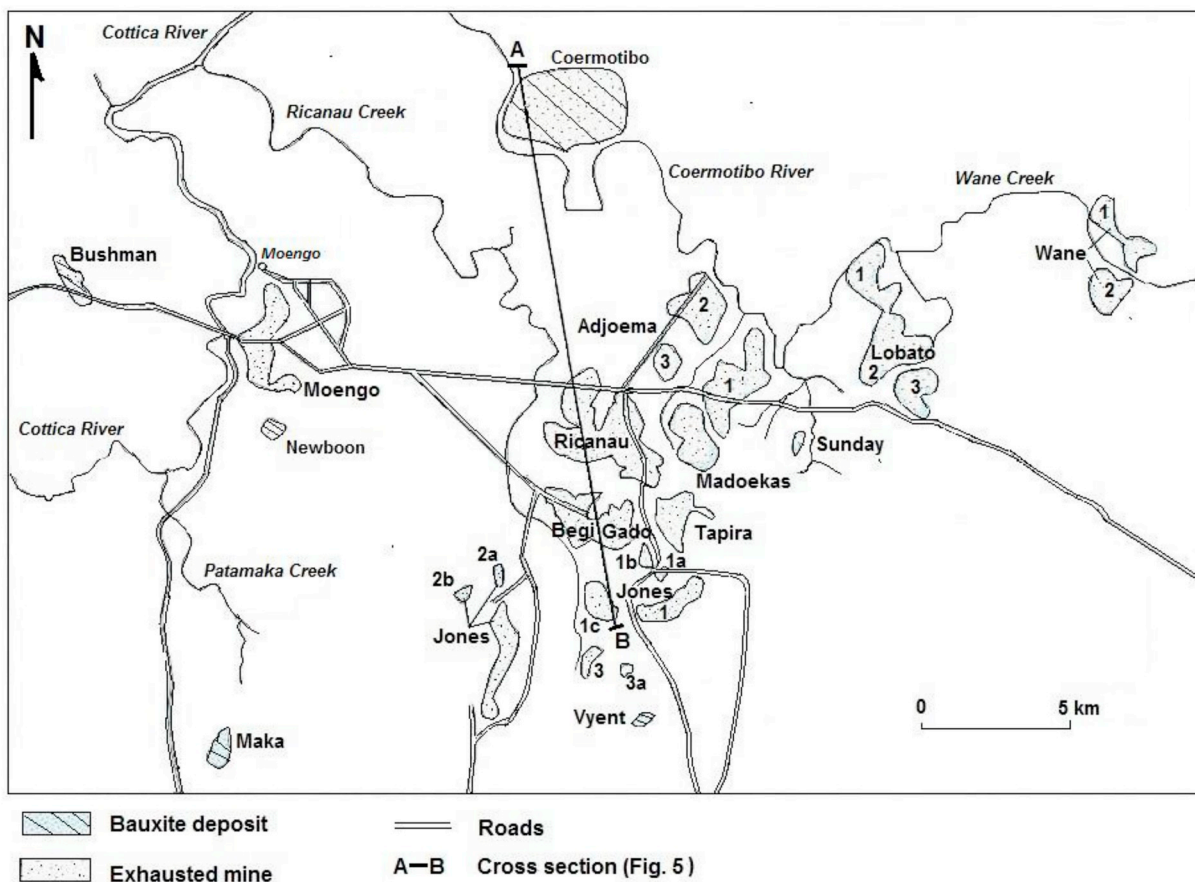 N
Cottica River
A
Coermotibo
Ricanau Creek
Coermotibo River
Wane Creek
1
Bushman
Moengo
Wane
1
2
2
Adjoema
3
Lobato
2
1
3
Moengo
Cottica River
Newboon
Ricanau
Sunday
Madoekas
Begi Gado
Tapira
2a
1b
1a
2b
Patamaka Creek
Jones
1
Jones
1c
B
3
3a
0 5 km
Vyent
Maka
Bauxite deposit
Roads
Exhausted mine
A—B Cross section (Fig. 5)